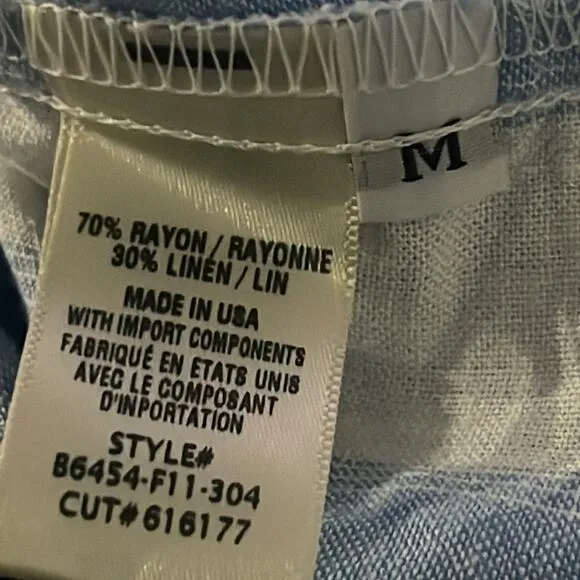 M
70% RAYON / RAYONNE
30% LINEN / LIN
MADE IN USA
WITH IMPORT COMPONENTS
FABRIQUÉ EN ETATS UNIS
AVEC LE COMPOSANT
D'INPORTATION
STYLE#
B6454-F11-304
CUT# 616177